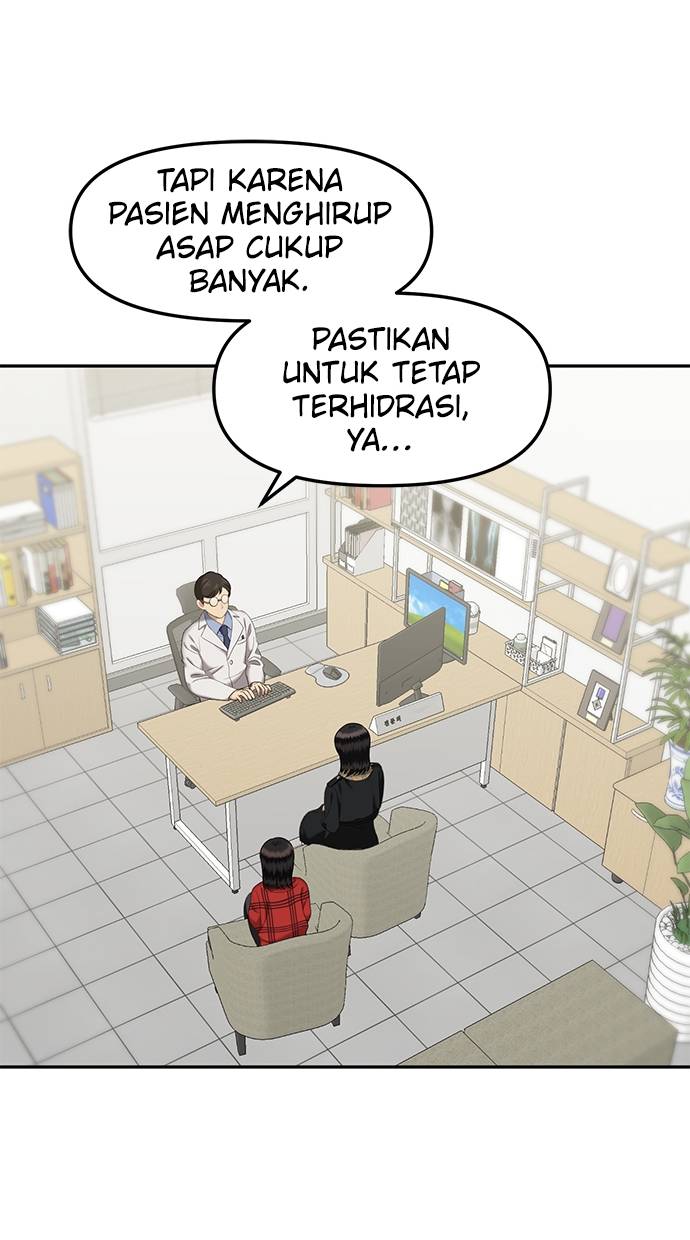 TAPI KARENA
PASIEN MENGHIRUP
ASAP CUKUP
BANYAK.
PASTIKAN
UNTUK TETAP
TERHIDRASI,
YA...